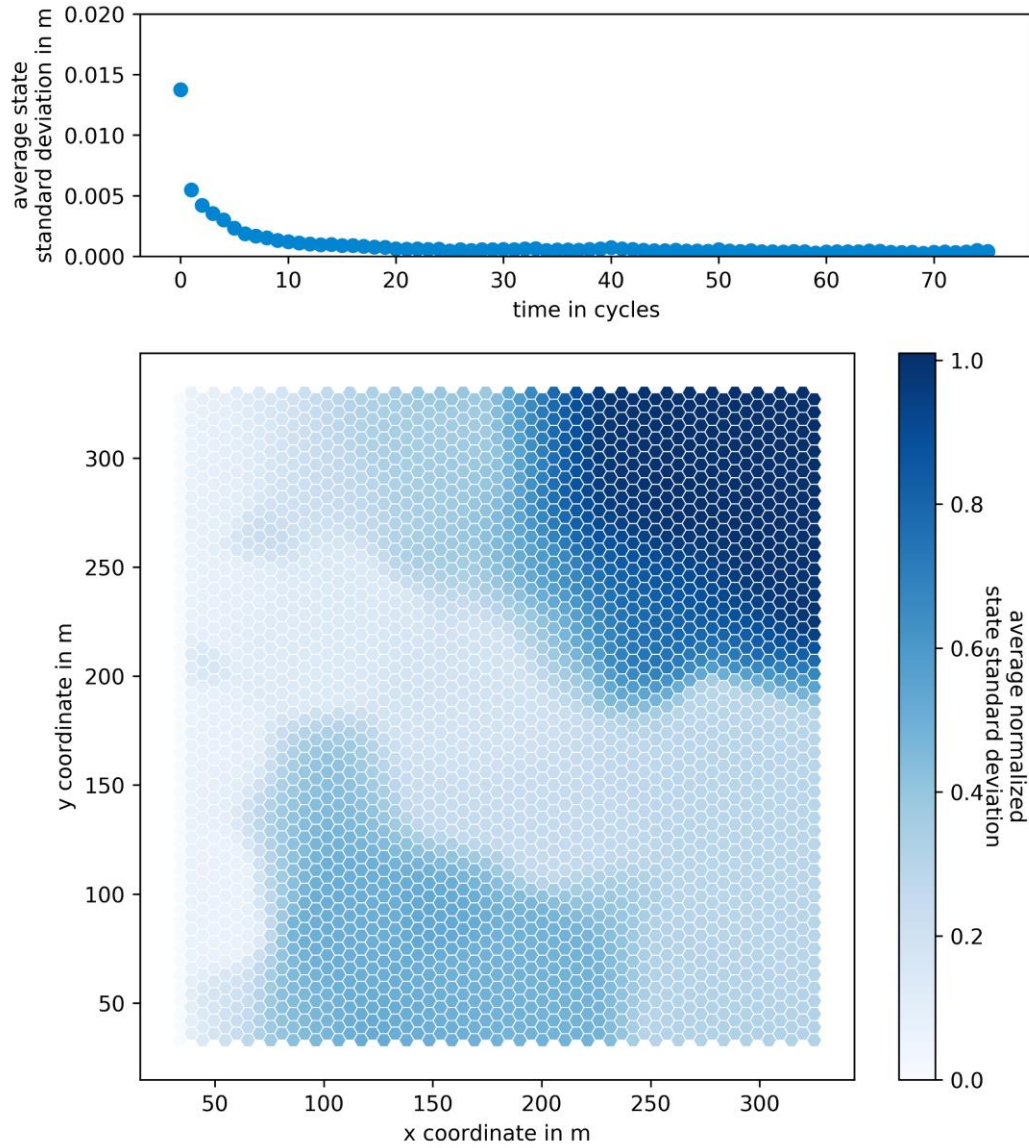 0.020
0.015
0.010
0.005
0.000
average state
standard deviation in m
0 10 20 30 40 50 60 70
time in cycles
300
250
200
150
100
50
y coordinate in m
50 100 150 200 250 300
x coordinate in m
1.0
0.8
0.6
0.4
0.2
0.0
average normalized
state standard deviation